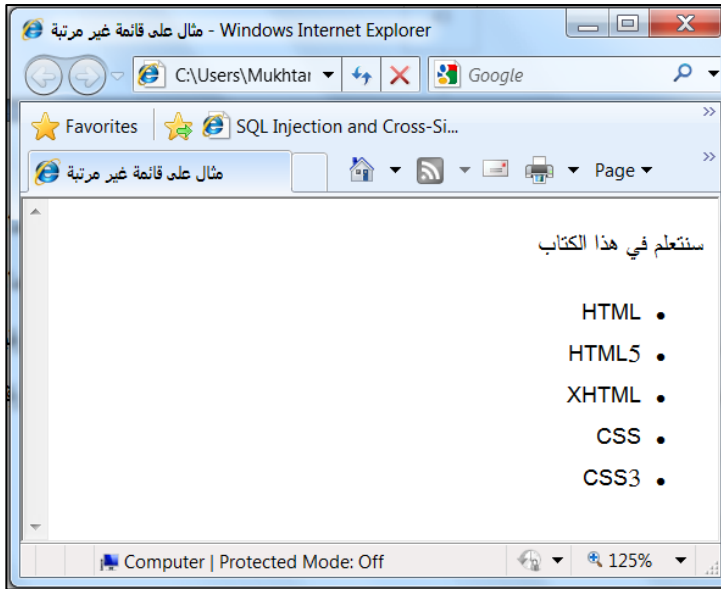 مثال على قائمة غير مرتبة - Windows Internet Explorer
C:\Users\Mukhtar Google
Favorites SQL Injection and Cross-Si...
مثال على قائمة غير مرتبة Page
سنتعلم في هذا الكتاب
• HTML
• HTML5
• XHTML
• CSS
• CSS3
Computer | Protected Mode: Off 125%